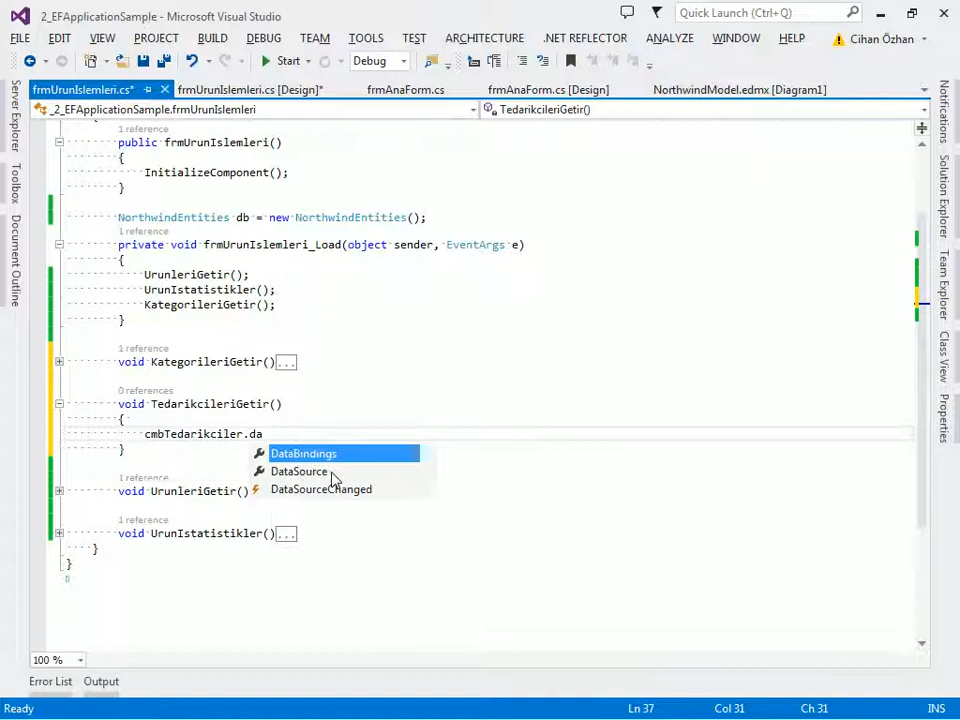 2_EFApplicationSample - Microsoft Visual Studio
Quick Launch (Ctrl+Q)
FILE EDIT VIEW PROJECT BUILD DEBUG TEAM TOOLS TEST ARCHITECTURE .NET REFLECTOR ANALYZE WINDOW HELP Cihan Özhan
Start Debug
frmUrunIslemleri.cs* frmUrunIslemleri.cs [Design]* frmAnaForm.cs frmAnaForm.cs [Design] NorthwindModel.edmx [Diagram1]
_2_EFApplicationSample.frmUrunIslemleri TedarikcileriGetir()
Server Explorer
Toolbox
Document Outline
1 reference
public frmUrunIslemleri()
{
InitializeComponent();
}
NorthwindEntities db = new NorthwindEntities();
1 reference
private void frmUrunIslemleri_Load(object sender, EventArgs e)
{
UrunleriGetir();
UrunIstatistikler();
KategorileriGetir();
}
1 reference
void KategorileriGetir()...
0 references
void TedarikcileriGetir()
{
cmbTedarikciler.da
}
DataBindings
DataSource
DataSourceChanged
1 reference
void UrunleriGetir()
1 reference
void UrunIstatistikler()...
}
}
Notifications
Solution Explorer
Team Explorer
Class View
Properties
100 %
Error List Output
Ready Ln 37 Col 31 Ch 31 INS